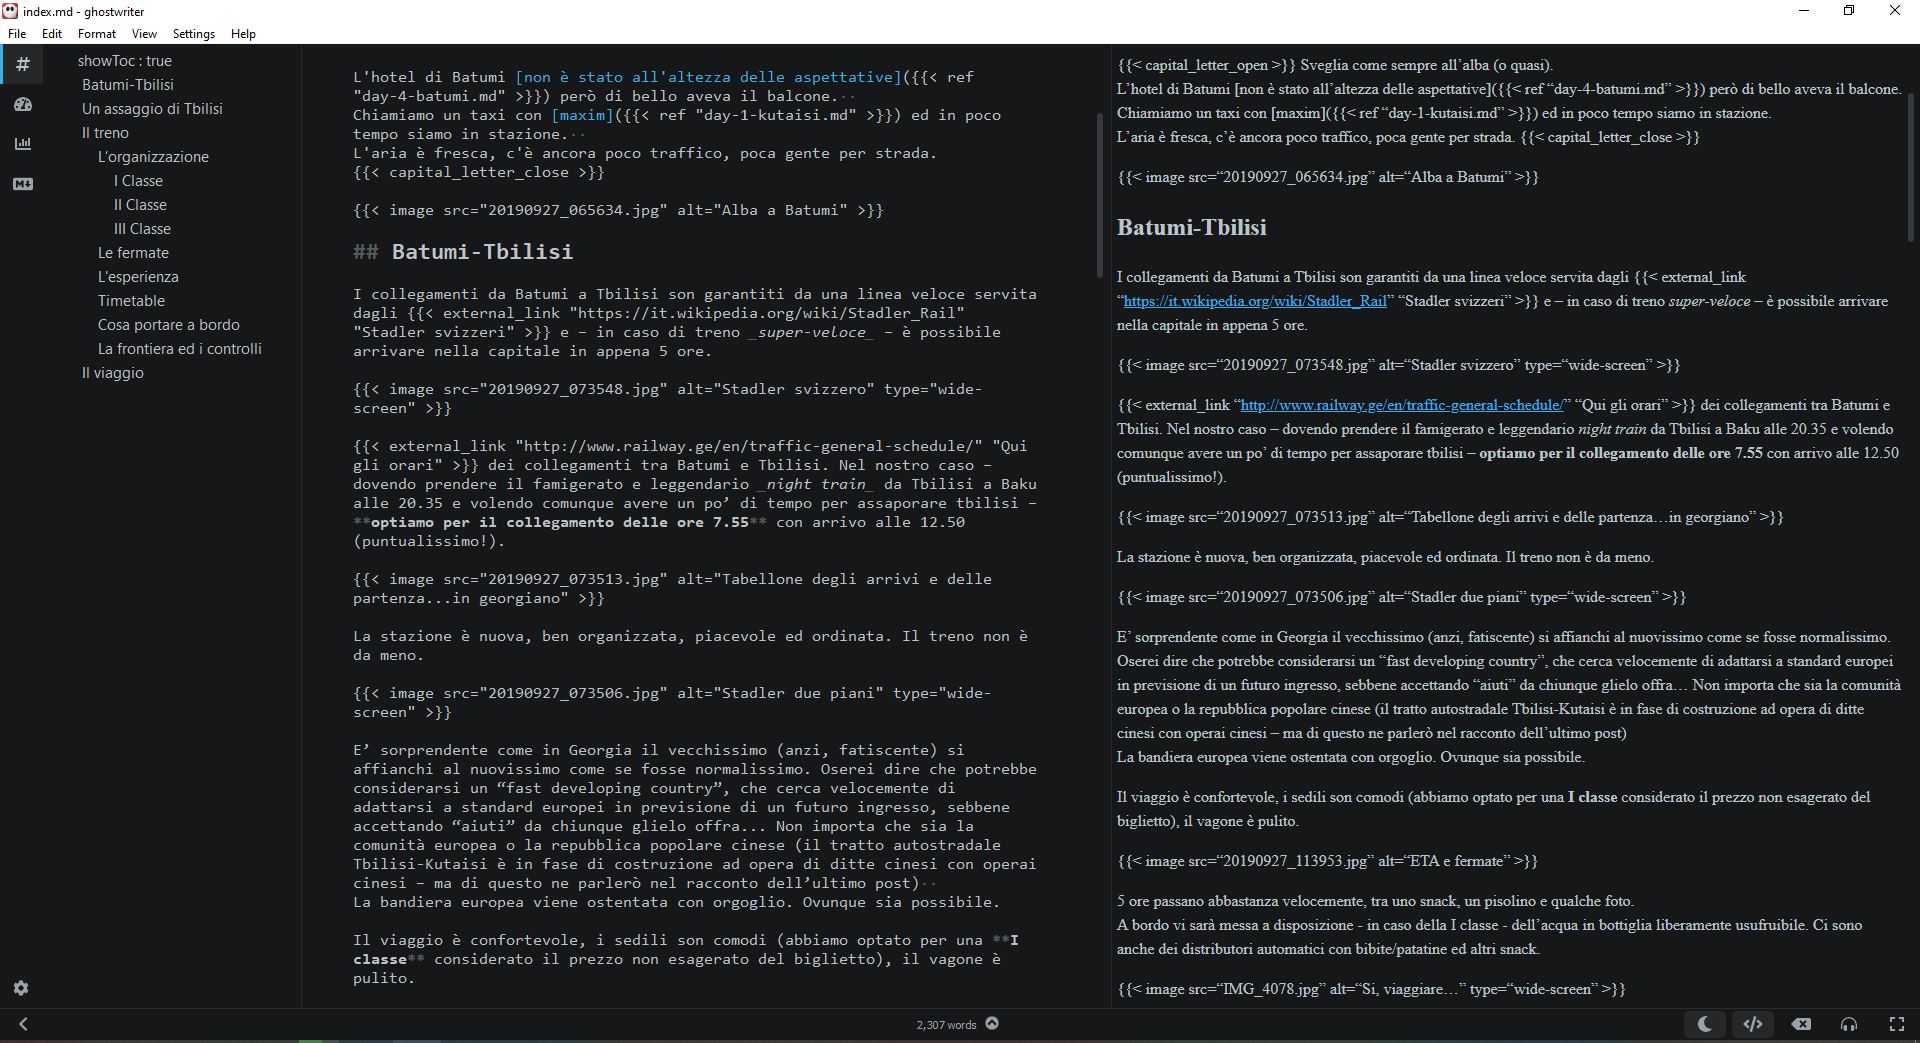 index.md - ghostwriter
File Edit Format View Settings Help
showToc : true
Batumi-Tbilisi
Un assaggio di Tbilisi
Il treno
L'organizzazione
I Classe
II Classe
III Classe
Le fermate
L'esperienza
Timetable
Cosa portare a bordo
La frontiera ed i controlli
Il viaggio
L'hotel di Batumi [non è stato all'altezza delle aspettative]({{< ref
"day-4-batumi.md" >}}) però di bello aveva il balcone.
Chiamiamo un taxi con [maxim]({{< ref "day-1-kutaisi.md" >}}) ed in poco
tempo siamo in stazione.
L'aria è fresca, c'è ancora poco traffico, poca gente per strada.
{{< capital_letter_close >}}
{{< image src="20190927_065634.jpg" alt="Alba a Batumi" >}}
## Batumi-Tbilisi
I collegamenti da Batumi a Tbilisi son garantiti da una linea veloce servita
dagli {{< external_link "https://it.wikipedia.org/wiki/Stadler_Rail"
"Stadler svizzeri" >}} e – in caso di treno _super-veloce_ – è possibile
arrivare nella capitale in appena 5 ore.
{{< image src="20190927_073548.jpg" alt="Stadler svizzero" type="wide-
screen" >}}
{{< external_link "http://www.railway.ge/en/traffic-general-schedule/" "Qui
gli orari" >}} dei collegamenti tra Batumi e Tbilisi. Nel nostro caso –
dovendo prendere il famigerato e leggendario _night train_ da Tbilisi a Baku
alle 20.35 e volendo comunque avere un po’ di tempo per assaporare tbilisi –
**optiamo per il collegamento delle ore 7.55** con arrivo alle 12.50
(puntualissimo!).
{{< image src="20190927_073513.jpg" alt="Tabellone degli arrivi e delle
partenza...in georgiano" >}}
La stazione è nuova, ben organizzata, piacevole ed ordinata. Il treno non è
da meno.
{{< image src="20190927_073506.jpg" alt="Stadler due piani" type="wide-
screen" >}}
E’ sorprendente come in Georgia il vecchissimo (anzi, fatiscente) si
affianchi al nuovissimo come se fosse normalissimo. Oserei dire che potrebbe
considerarsi un “fast developing country”, che cerca velocemente di
adattarsi a standard europei in previsione di un futuro ingresso, sebbene
accettando “aiuti” da chiunque glielo offra... Non importa che sia la
comunità europea o la repubblica popolare cinese (il tratto autostradale
Tbilisi-Kutaisi è in fase di costruzione ad opera di ditte cinesi con operai
cinesi – ma di questo ne parlerò nel racconto dell’ultimo post)
La bandiera europea viene ostentata con orgoglio. Ovunque sia possibile.
Il viaggio è confortevole, i sedili son comodi (abbiamo optato per una **I
classe** considerato il prezzo non esagerato del biglietto), il vagone è
pulito.
{{< capital_letter_open >}} Sveglia come sempre all’alba (o quasi).
L’hotel di Batumi [non è stato all’altezza delle aspettative]({{< ref “day-4-batumi.md” >}}) però di bello aveva il balcone.
Chiamiamo un taxi con [maxim]({{< ref “day-1-kutaisi.md” >}}) ed in poco tempo siamo in stazione.
L’aria è fresca, c’è ancora poco traffico, poca gente per strada. {{< capital_letter_close >}}
{{< image src=“20190927_065634.jpg” alt=“Alba a Batumi” >}}
Batumi-Tbilisi
I collegamenti da Batumi a Tbilisi son garantiti da una linea veloce servita dagli {{< external_link
“https://it.wikipedia.org/wiki/Stadler_Rail” “Stadler svizzeri” >}} e – in caso di treno super-veloce – è possibile arrivare
nella capitale in appena 5 ore.
{{< image src=“20190927_073548.jpg” alt=“Stadler svizzero” type=“wide-screen” >}}
{{< external_link “http://www.railway.ge/en/traffic-general-schedule/” “Qui gli orari” >}} dei collegamenti tra Batumi e
Tbilisi. Nel nostro caso – dovendo prendere il famigerato e leggendario night train da Tbilisi a Baku alle 20.35 e volendo
comunque avere un po’ di tempo per assaporare tbilisi – optiamo per il collegamento delle ore 7.55 con arrivo alle 12.50
(puntualissimo!).
{{< image src=“20190927_073513.jpg” alt=“Tabellone degli arrivi e delle partenza…in georgiano” >}}
La stazione è nuova, ben organizzata, piacevole ed ordinata. Il treno non è da meno.
{{< image src=“20190927_073506.jpg” alt=“Stadler due piani” type=“wide-screen” >}}
E’ sorprendente come in Georgia il vecchissimo (anzi, fatiscente) si affianchi al nuovissimo come se fosse normalissimo.
Oserei dire che potrebbe considerarsi un “fast developing country”, che cerca velocemente di adattarsi a standard europei
in previsione di un futuro ingresso, sebbene accettando “aiuti” da chiunque glielo offra… Non importa che sia la comunità
europea o la repubblica popolare cinese (il tratto autostradale Tbilisi-Kutaisi è in fase di costruzione ad opera di ditte
cinesi con operai cinesi – ma di questo ne parlerò nel racconto dell’ultimo post)
La bandiera europea viene ostentata con orgoglio. Ovunque sia possibile.
Il viaggio è confortevole, i sedili son comodi (abbiamo optato per una I classe considerato il prezzo non esagerato del
biglietto), il vagone è pulito.
{{< image src=“20190927_113953.jpg” alt=“ETA e fermate” >}}
5 ore passano abbastanza velocemente, tra uno snack, un pisolino e qualche foto.
A bordo vi sarà messa a disposizione - in caso della I classe - dell’acqua in bottiglia liberamente usufruibile. Ci sono
anche dei distributori automatici con bibite/patatine ed altri snack.
{{< image src=“IMG_4078.jpg” alt=“Si, viaggiare…” type=“wide-screen” >}}
2,307 words